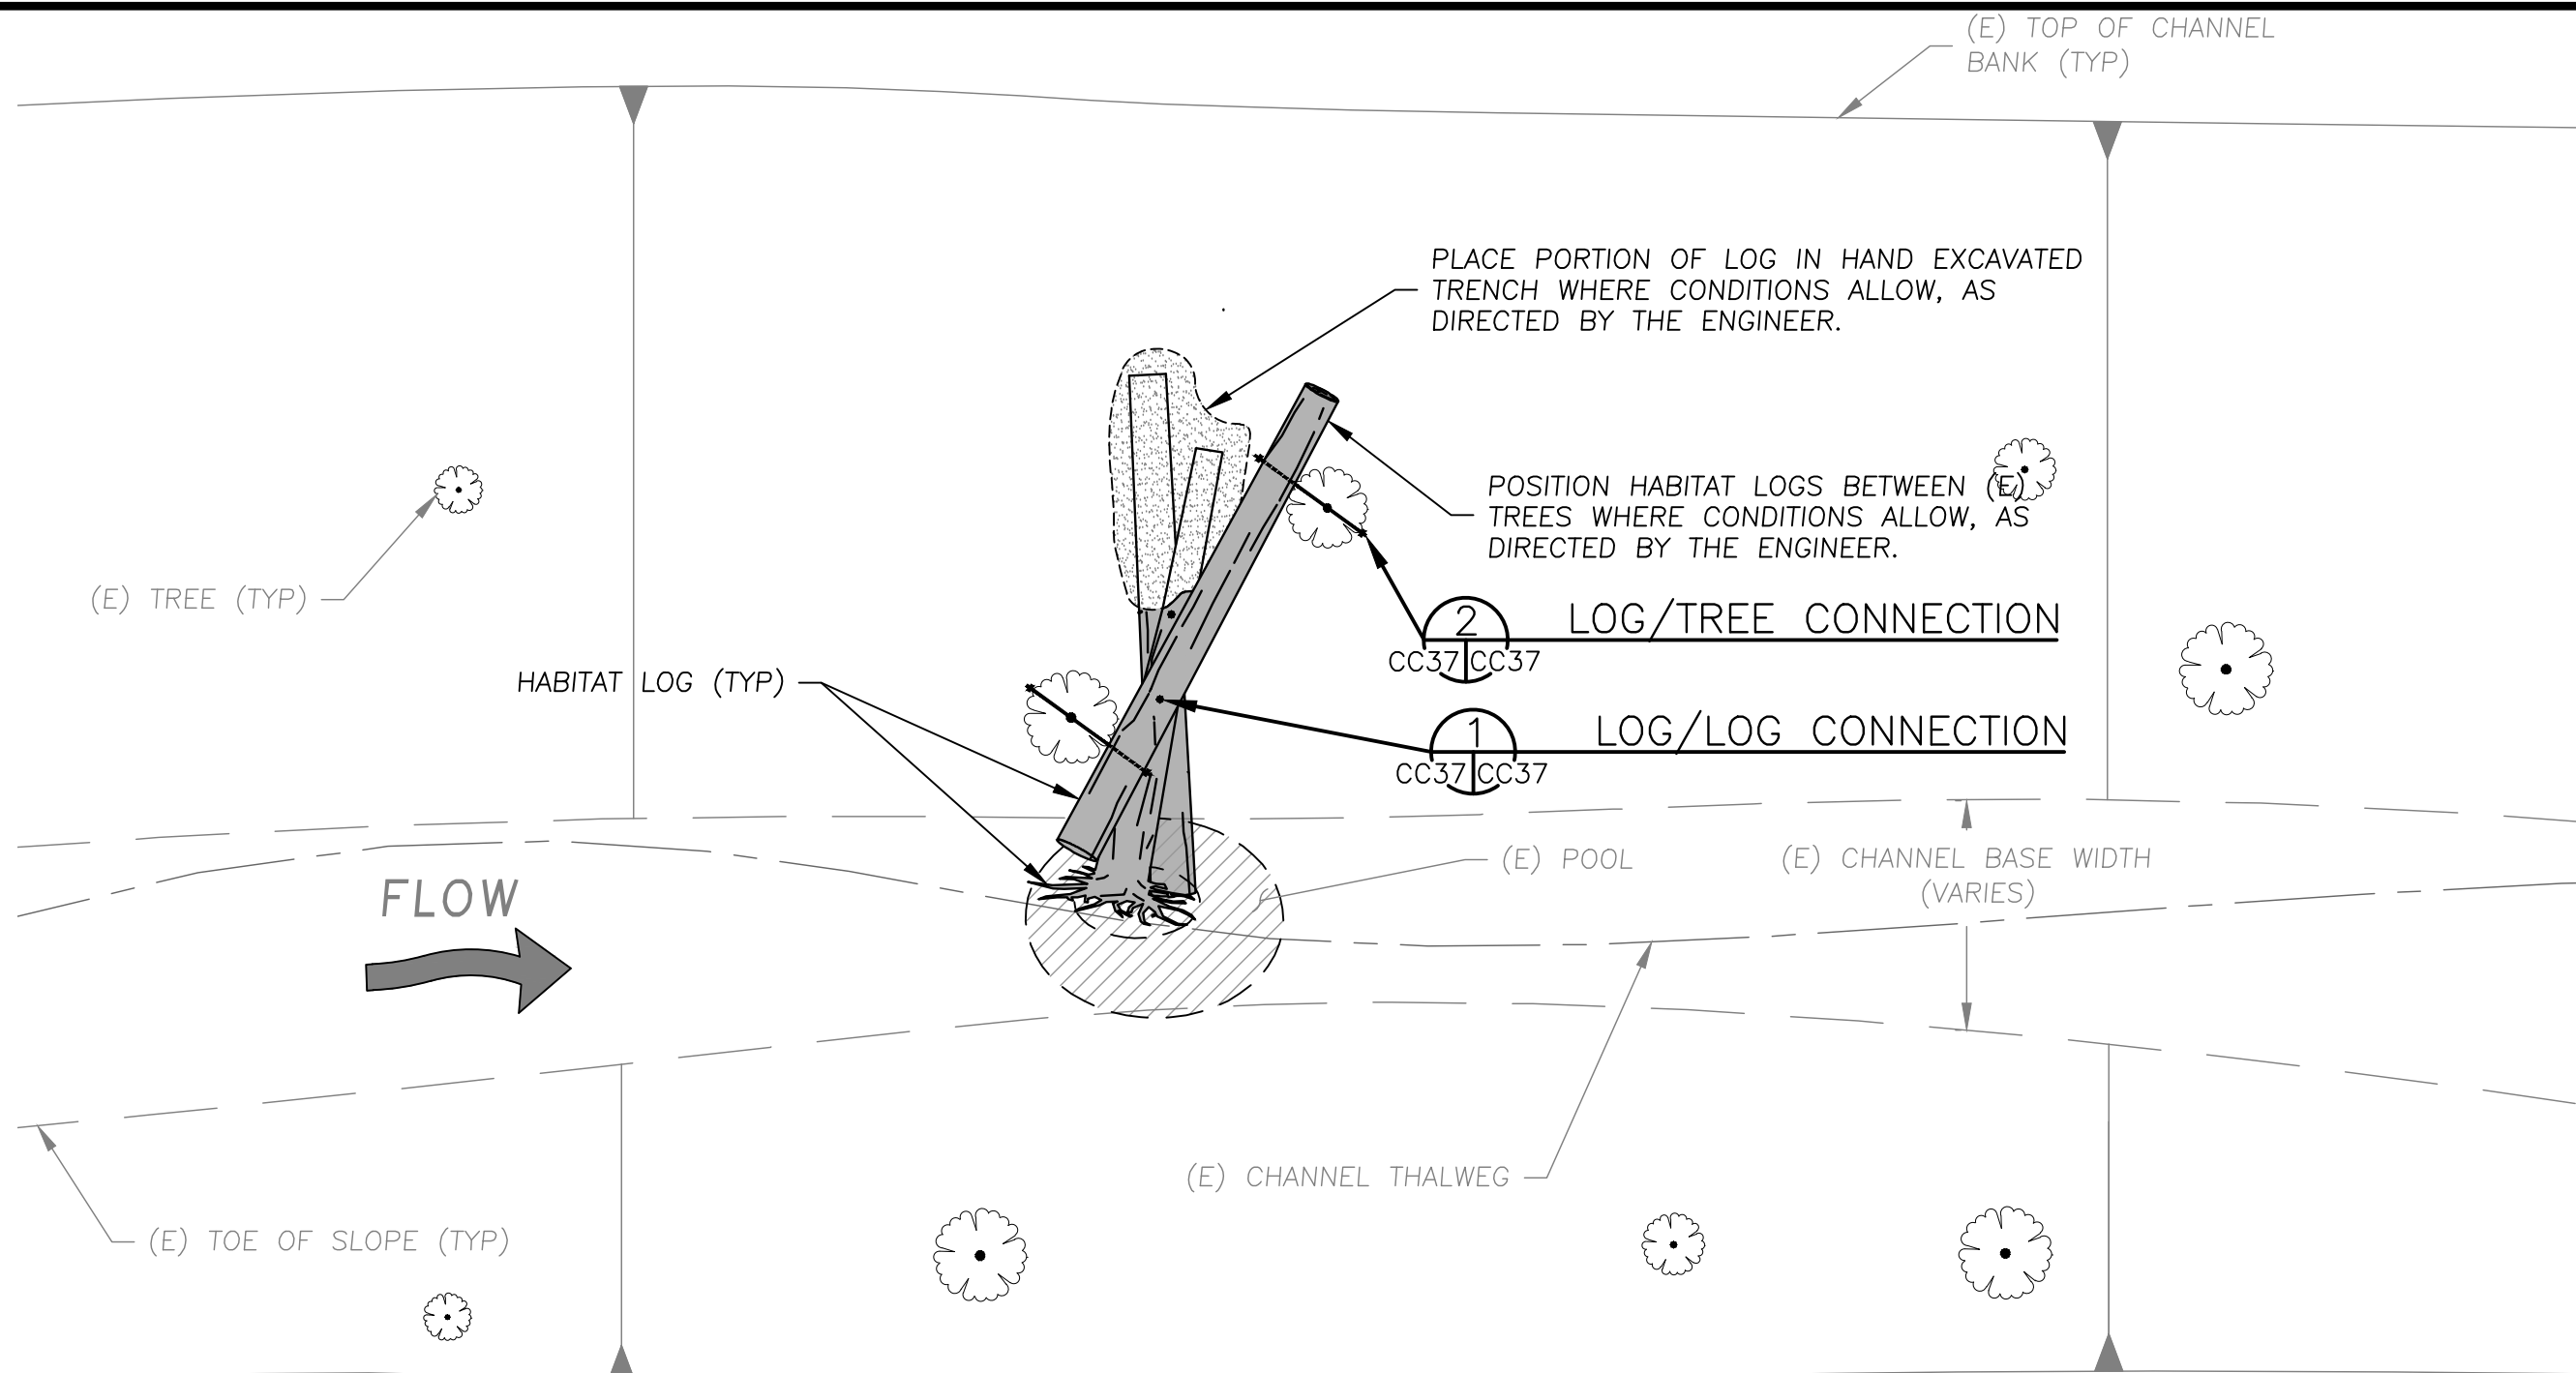 (E) TOP OF CHANNEL
BANK (TYP)
PLACE PORTION OF LOG IN HAND EXCAVATED
TRENCH WHERE CONDITIONS ALLOW, AS
DIRECTED BY THE ENGINEER.
POSITION HABITAT LOGS BETWEEN (E)
TREES WHERE CONDITIONS ALLOW, AS
DIRECTED BY THE ENGINEER.
(E) TREE (TYP)
2 LOG/TREE CONNECTION
CC37 CC37
HABITAT LOG (TYP)
1 LOG/LOG CONNECTION
CC37 CC37
(E) POOL
(E) CHANNEL BASE WIDTH
(VARIES)
FLOW
(E) CHANNEL THALWEG
(E) TOE OF SLOPE (TYP)